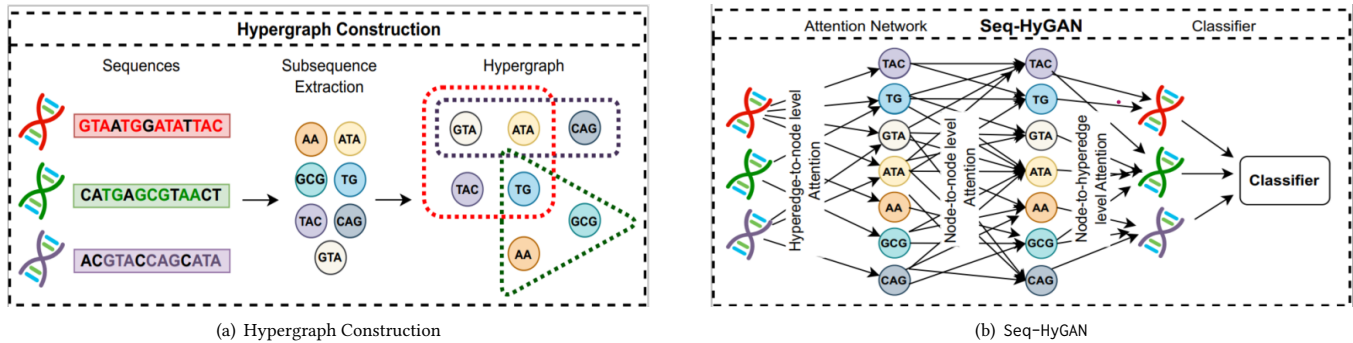 Hypergraph Construction
Sequences
Subsequence
Extraction
Hypergraph
GTAATGGATATTAC
CATGAGCGTAACT
ACGTACCAGCATA
AA
ATA
GCG
TG
TAC
CAG
GTA
GTA
ATA
CAG
TAC
TG
GCG
AA
(a) Hypergraph Construction
Attention Network
Seq-HyGAN
Classifier
Hyperedge-to-node level
Attention
TAC
TG
GTA
ATA
AA
GCG
CAG
Node-to-node level
Attention
TAC
TG
GTA
ATA
AA
GCG
CAG
Node-to-hyperedge
level Attention
Classifier
(b) Seq-HyGAN